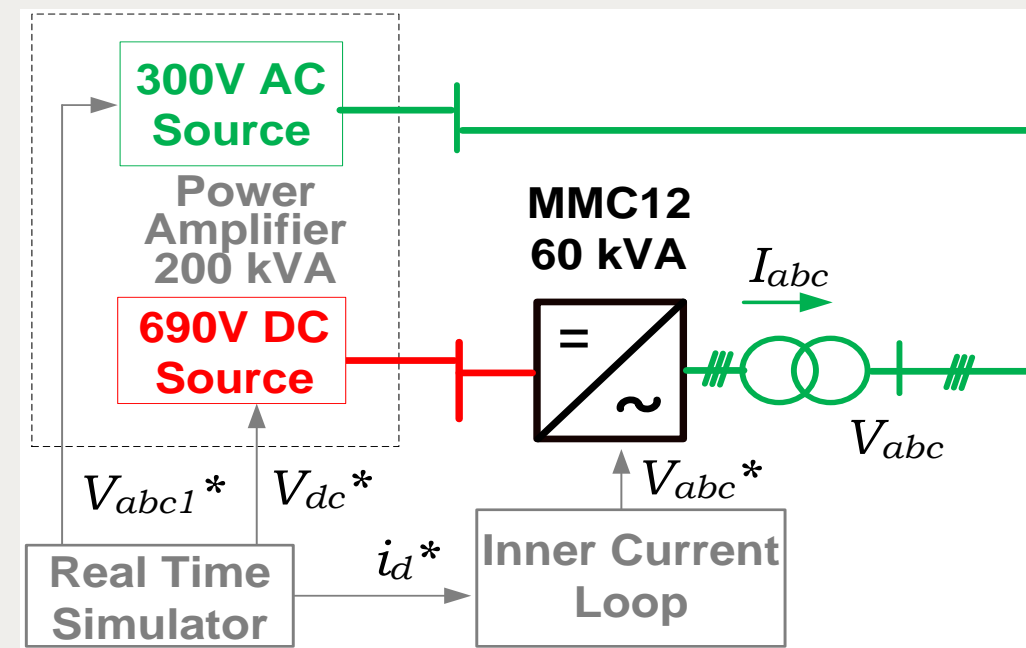 300V AC
Source
Power
Amplifier
200 kVA
690V DC
Source
MMC12
60 kVA
=
~
Iabc
Vabc
Vabc1*
Vdc*
Vabc*
id*
Real Time
Simulator
Inner Current
Loop